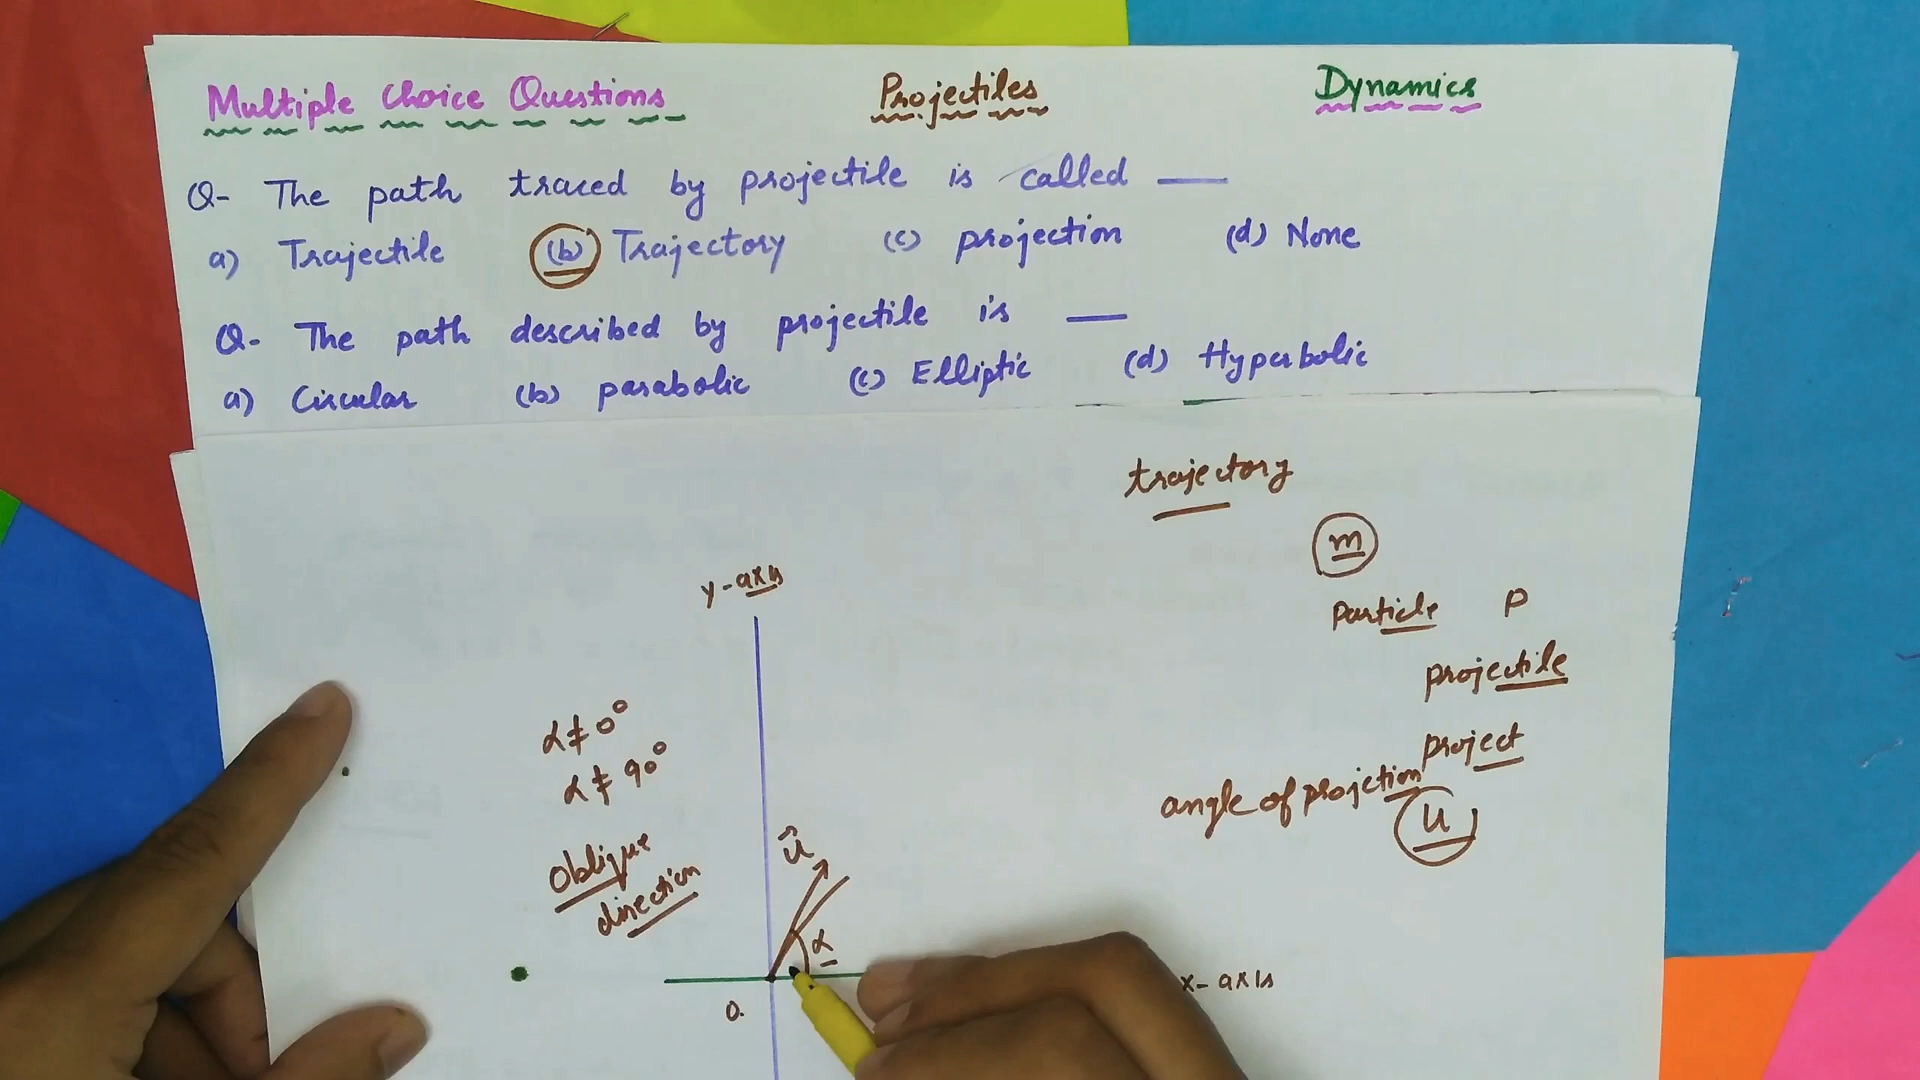 Multiple Choice Questions Projectiles Dynamics
Q- The path traced by projectile is called ___
a) Trajectile (b) Trajectory (c) projection (d) None
Q- The path described by projectile is ___
a) Circular (b) parabolic (c) Elliptic (d) Hyperbolic
trajectory
m
y-axis
Particle P
projectile
α≠0°
project
α≠90°
angle of projection
u
û
Oblique
direction
α
x-axis
O.